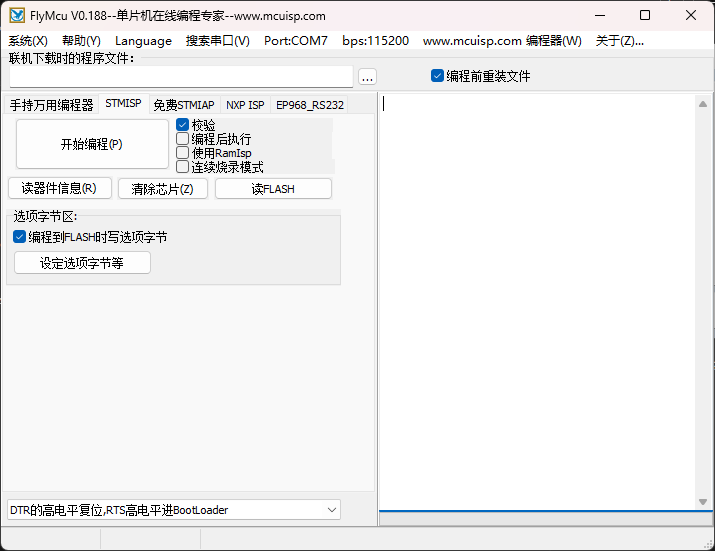 FlyMcu V0.188--单片机在线编程专家--www.mcuisp.com
系统(X) 帮助(Y) Language 搜索串口(V) Port:COM7 bps:115200 www.mcuisp.com 编程器(W) 关于(Z)...
联机下载时的程序文件：
... 编程前重装文件
手持万用编程器 STMISP 免费STMIAP NXP ISP EP968_RS232
开始编程(P)
校验
编程后执行
使用RamIsp
连续烧录模式
读器件信息(R) 清除芯片(Z) 读FLASH
选项字节区:
编程到FLASH时写选项字节
设定选项字节等
DTR的高电平复位,RTS高电平进BootLoader